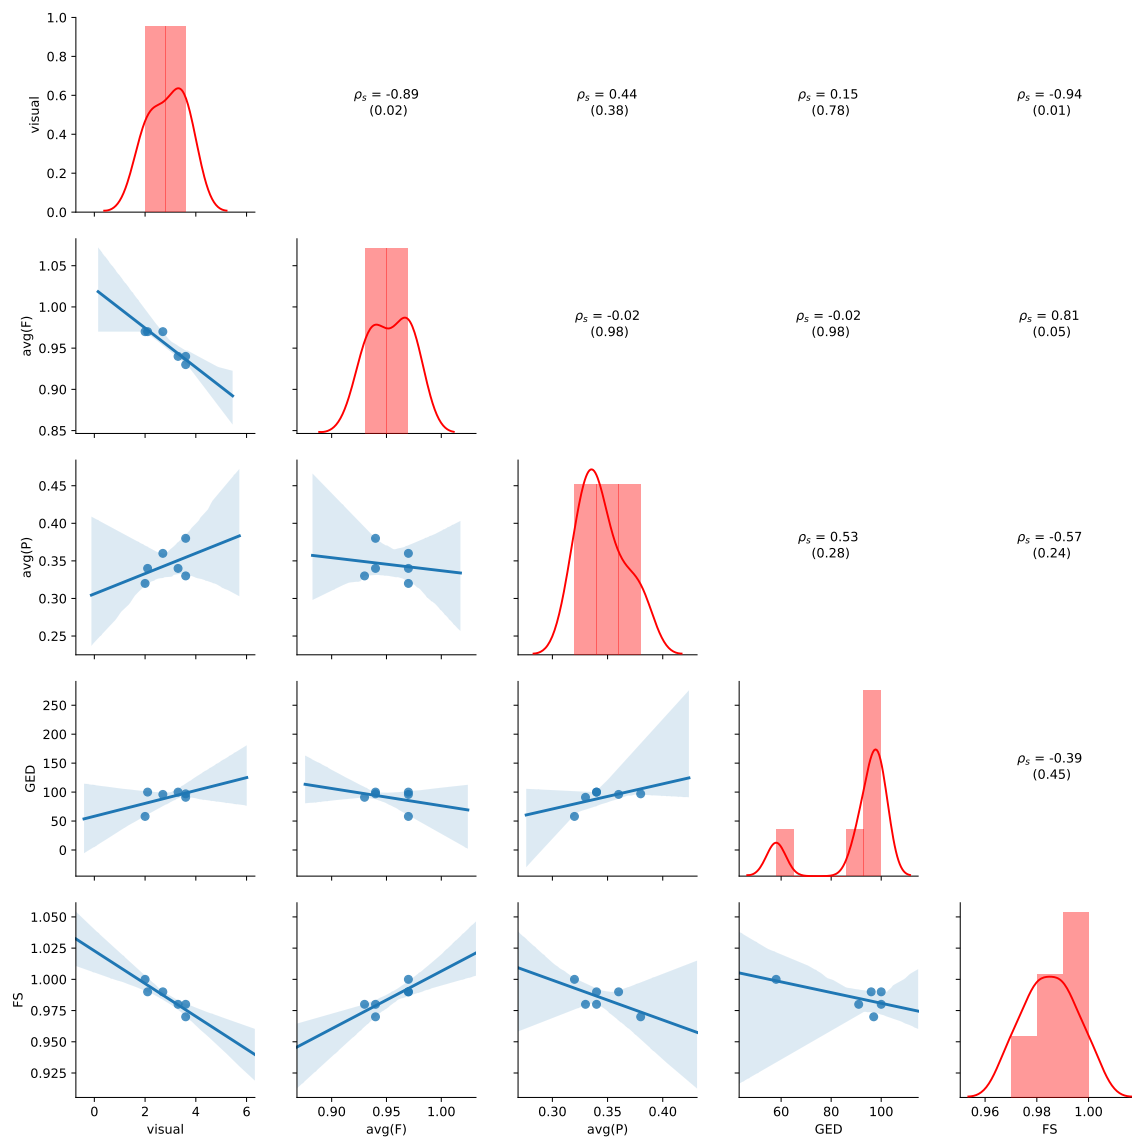 1.0
0.8
0.6
0.4
0.2
0.0
visual
ρs = -0.89
(0.02)
ρs = 0.44
(0.38)
ρs = 0.15
(0.78)
ρs = -0.94
(0.01)
1.05
1.00
0.95
0.90
0.85
avg(F)
ρs = -0.02
(0.98)
ρs = -0.02
(0.98)
ρs = 0.81
(0.05)
0.45
0.40
0.35
0.30
0.25
avg(P)
ρs = 0.53
(0.28)
ρs = -0.57
(0.24)
250
200
150
100
50
0
GED
ρs = -0.39
(0.45)
1.050
1.025
1.000
0.975
0.950
0.925
FS
0 2 4 6
visual
0.90 0.95 1.00
avg(F)
0.30 0.35 0.40
avg(P)
60 80 100
GED
0.96 0.98 1.00
FS